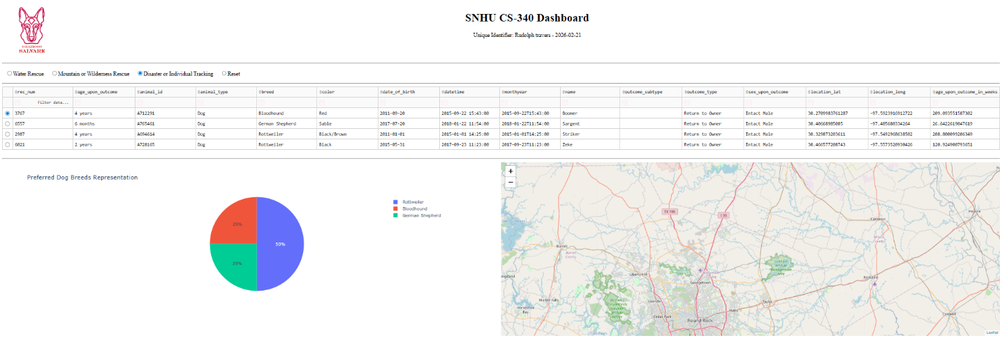 SNHU CS-340 Dashboard
Unique Identifier: Rudolph travers - 2026-02-21
GRAZIOSO
SALVARE
Water Rescue Mountain or Wilderness Rescue Disaster or Individual Tracking Reset
rec_num age_upon_outcome animal_id animal_type breed color date_of_birth datetime monthyear name outcome_subtype outcome_type sex_upon_outcome location_lat location_long age_upon_outcome_in_weeks
filter data...
3767 4 years A712291 Dog Bloodhound Red 2011-09-20 2015-09-22 15:43:00 2015-09-22T15:43:00 Boomer Return to Owner Intact Male 30.2709983761287 -97.5923916912722 209.093551587302
6557 6 months A765461 Dog German Shepherd Sable 2017-07-20 2018-01-22 11:54:00 2018-01-22T11:54:00 Sargent Return to Owner Intact Male 30.40668985085 -97.405680334264 26.6422619047619
2987 4 years A694614 Dog Rottweiler Black/Brown 2011-01-01 2015-01-01 14:25:00 2015-01-01T14:25:00 Striker Return to Owner Intact Male 30.329873203611 -97.5492968638502 208.800099206349
6021 2 years A728165 Dog Rottweiler Black 2015-05-31 2017-09-23 11:23:00 2017-09-23T11:23:00 Zeke Return to Owner Intact Male 30.466577208743 -97.5573520930426 120.924900793651
Preferred Dog Breeds Representation
Rottweiler
Bloodhound
German Shepherd
25%
50%
25%
+
−
TX 195
I 35
Cameron
Burnet
Burnet
County
Liberty Hill
Georgetown
Rockdale
Marble Falls
Horseshoe
Bay
Leander
Cedar Park
Hutto
Taylor
Round Rock
Caldwell
Hearne
Leaflet